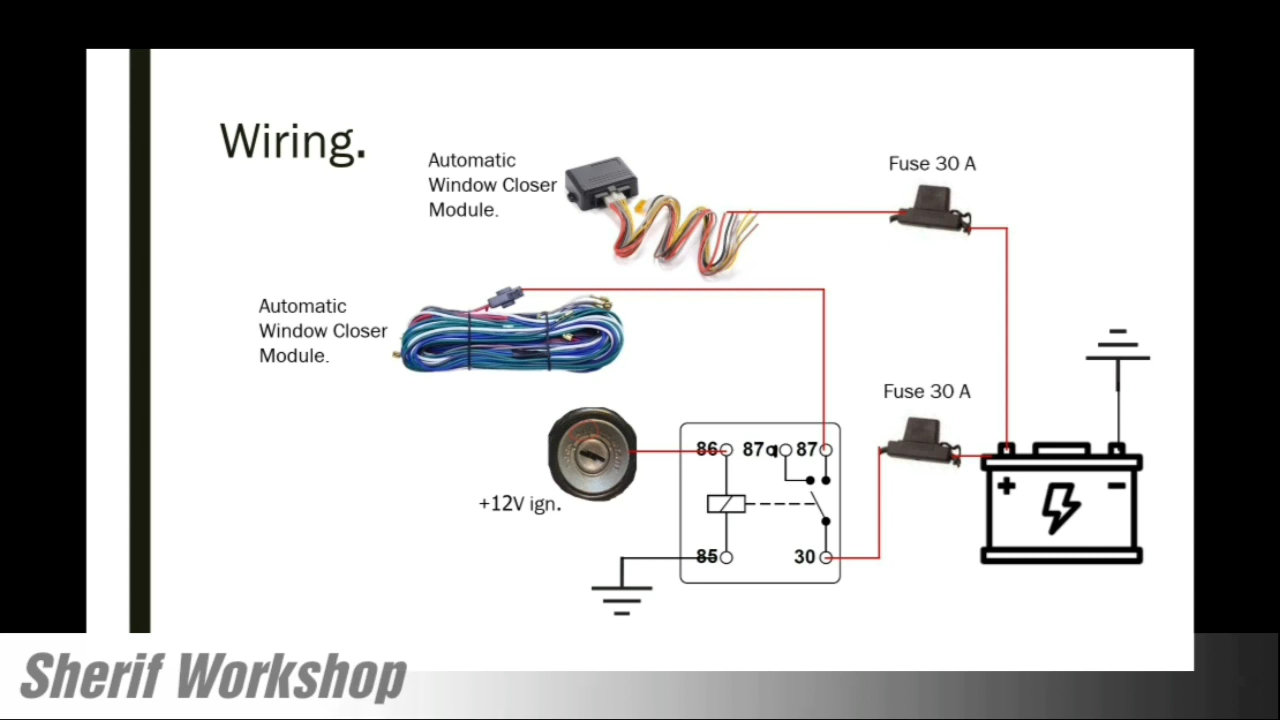 Wiring.
Automatic
Window Closer
Module.
Fuse 30 A
Automatic
Window Closer
Module.
Fuse 30 A
+12V ign.
86
87a
87
85
30
+
-
Sherif Workshop